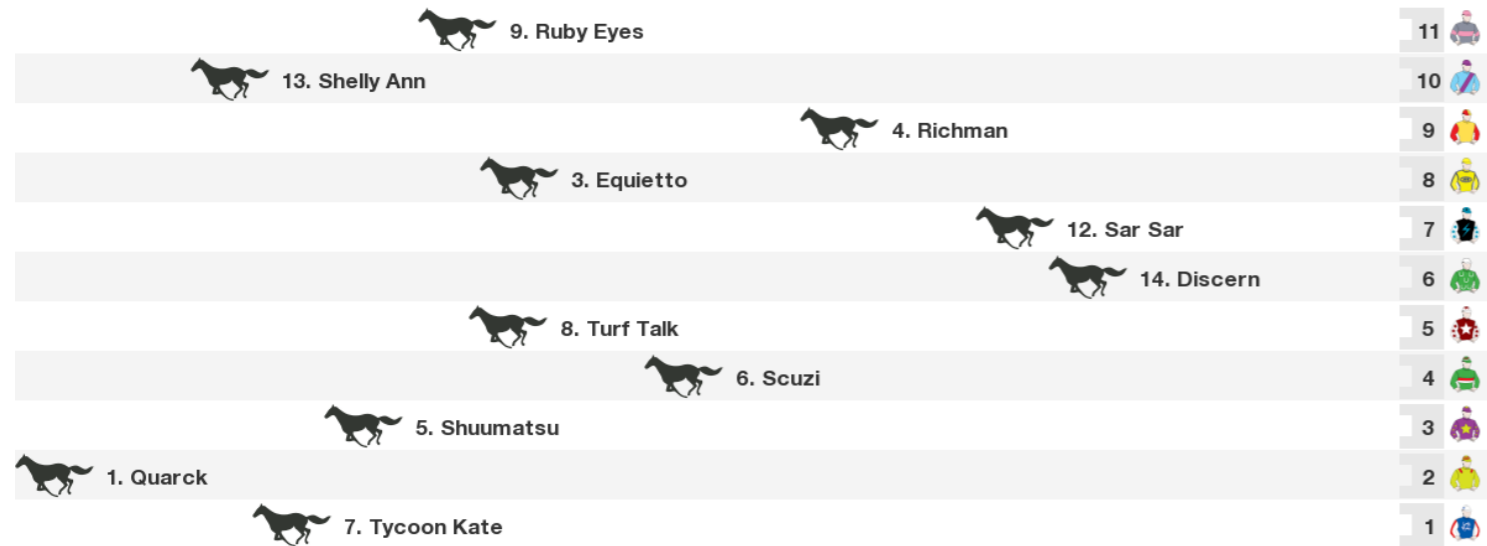 9. Ruby Eyes 11
13. Shelly Ann 10
4. Richman 9
3. Equietto 8
12. Sar Sar 7
14. Discern 6
8. Turf Talk 5
6. Scuzi 4
5. Shuumatsu 3
1. Quarck 2
7. Tycoon Kate 1